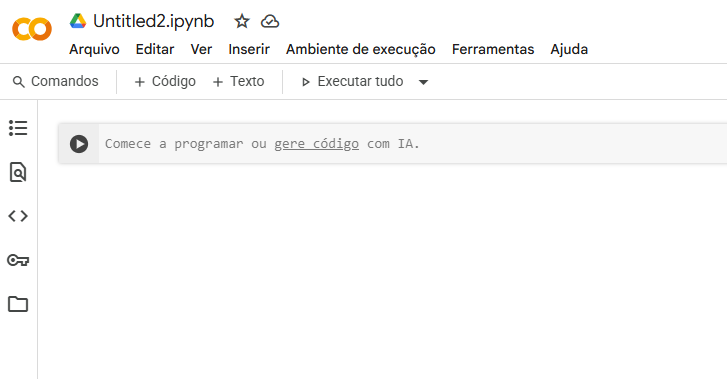 Untitled2.ipynb
Arquivo Editar Ver Inserir Ambiente de execução Ferramentas Ajuda
Comandos + Código + Texto Executar tudo
Comece a programar ou gere código com IA.